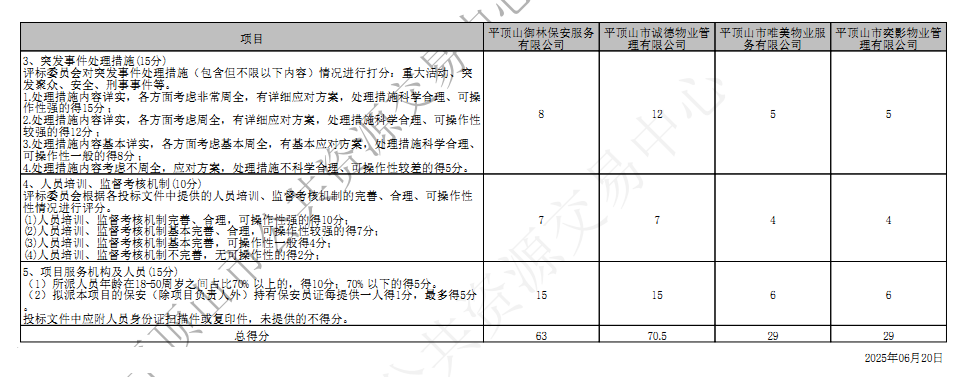 项目 平顶山御林保安服务有限公司 平顶山市诚德物业管理有限公司 平顶山市唯美物业服务有限公司 平顶山市奕影物业管理有限公司
3、突发事件处理措施(15分)
评标委员会对突发事件处理措施（包含但不限以下内容）情况进行打分：重大活动、突
发聚众、安全、刑事事件等。
1.处理措施内容详实，各方面考虑非常周全，有详细应对方案，处理措施科学合理、可操
作性强的得15分；
2.处理措施内容详实，各方面考虑周全，有详细应对方案，处理措施科学合理、可操作性
较强的得12分；
3.处理措施内容基本详实，各方面考虑基本周全，有基本应对方案，处理措施科学合理、
可操作性一般的得8分；
4.处理措施内容考虑不周全，应对方案，处理措施不科学合理、可操作性较差的得5分。
8 12 5 5
4、人员培训、监督考核机制(10分)
评标委员会根据各投标文件中提供的人员培训、监督考核机制的完善、合理、可操作性
性情况进行评分。
(1)人员培训、监督考核机制完善、合理，可操作性强的得10分；
(2)人员培训、监督考核机制基本完善、合理，可操作性较强的得7分；
(3)人员培训、监督考核机制基本完善，可操作性一般得4分；
(4)人员培训、监督考核机制不完善，无可操作性的得2分；
7 7 4 4
5、项目服务机构及人员(15分)
（1）所派人员年龄在18-50周岁之间占比70%以上的，得10分；70%以下的得5分。
（2）拟派本项目的保安（除项目负责人外）持有保安员证每提供一人得1分，最多得5分
。
投标文件中应附人员身份证扫描件或复印件，未提供的不得分。
15 15 6 6
总得分 63 70.5 29 29
2025年06月20日
平顶山市公共资源交易中心
公共资源交易中心